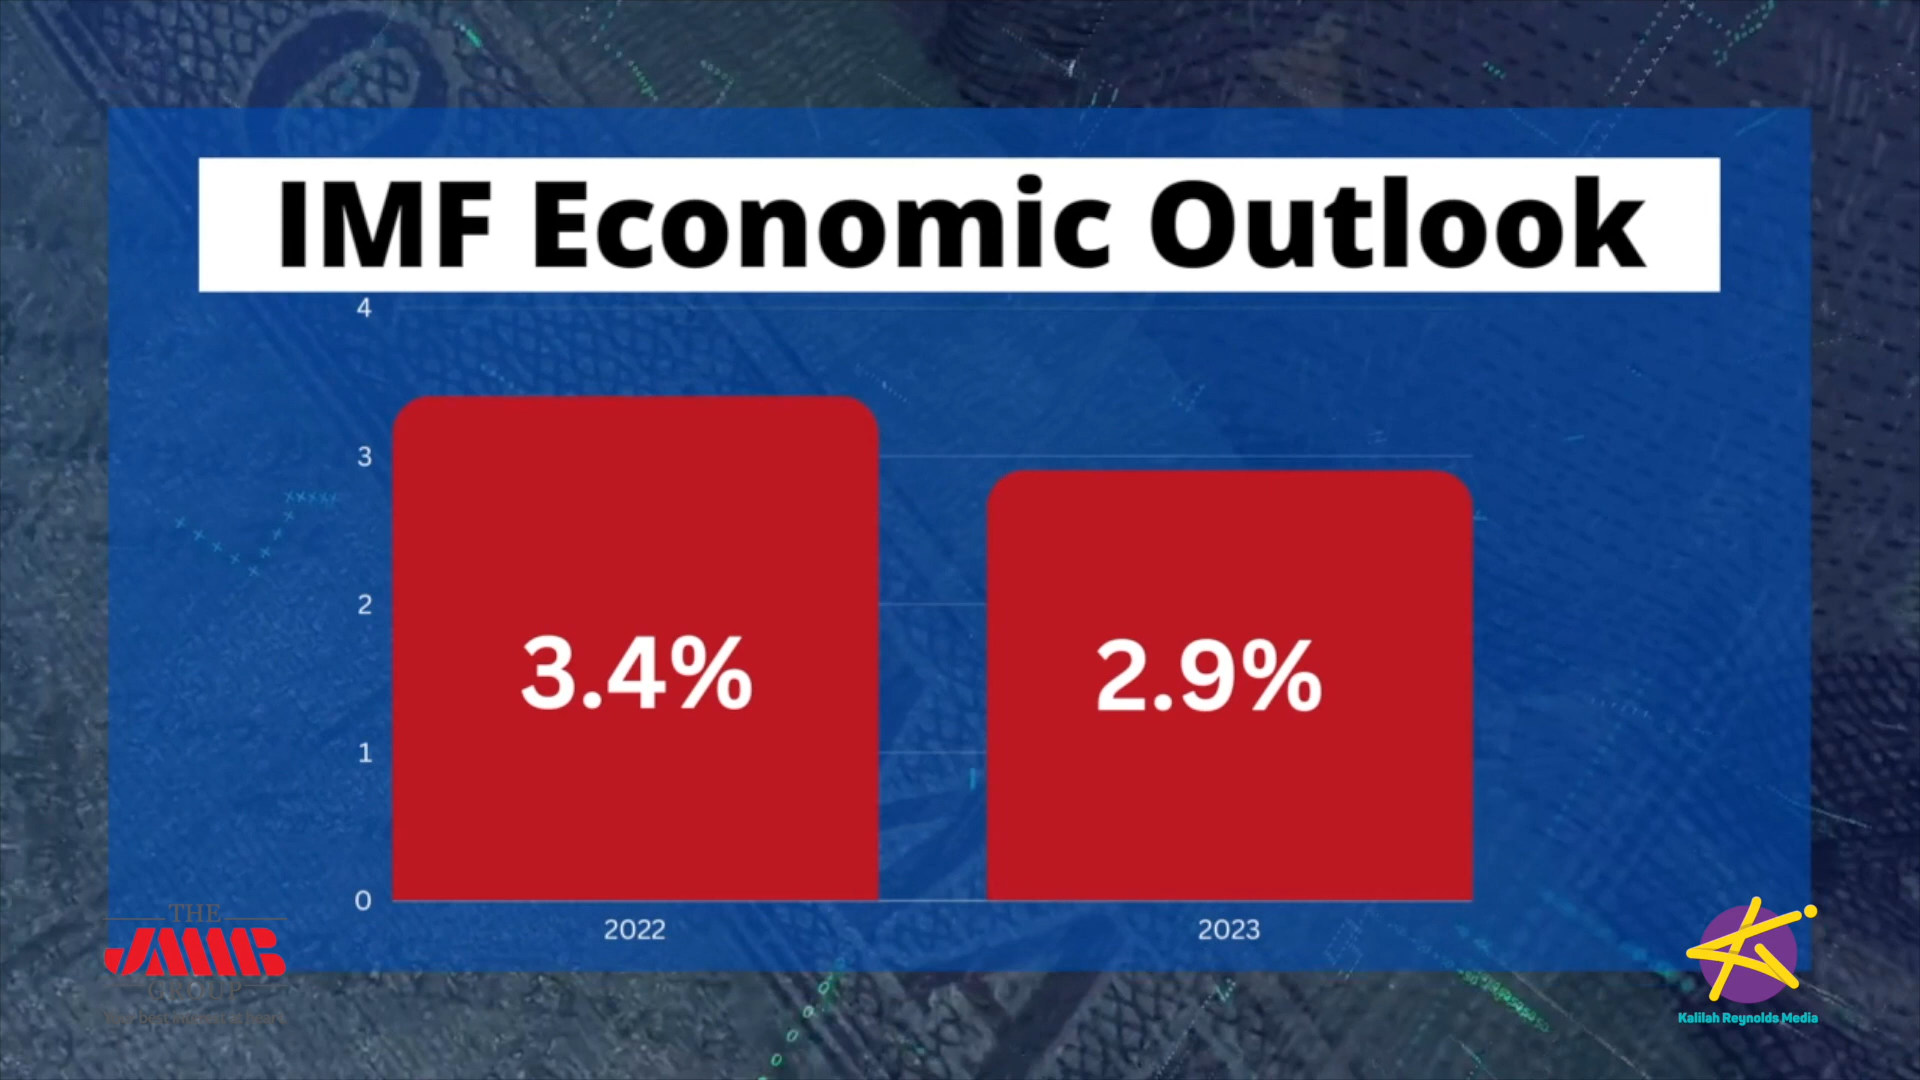 IMF Economic Outlook
4
3
2
1
0
3.4%
2.9%
2022
2023
THE
JMMB
GROUP
Kalilah Reynolds Media